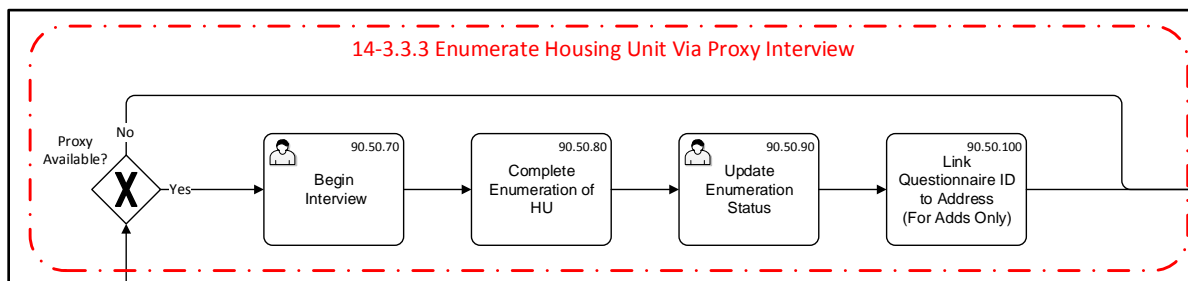 14-3.3.3 Enumerate Housing Unit Via Proxy Interview
No
Proxy
Available?
X
Yes
90.50.70
Begin
Interview
90.50.80
Complete
Enumeration of
HU
90.50.90
Update
Enumeration
Status
90.50.100
Link
Questionnaire ID
to Address
(For Adds Only)